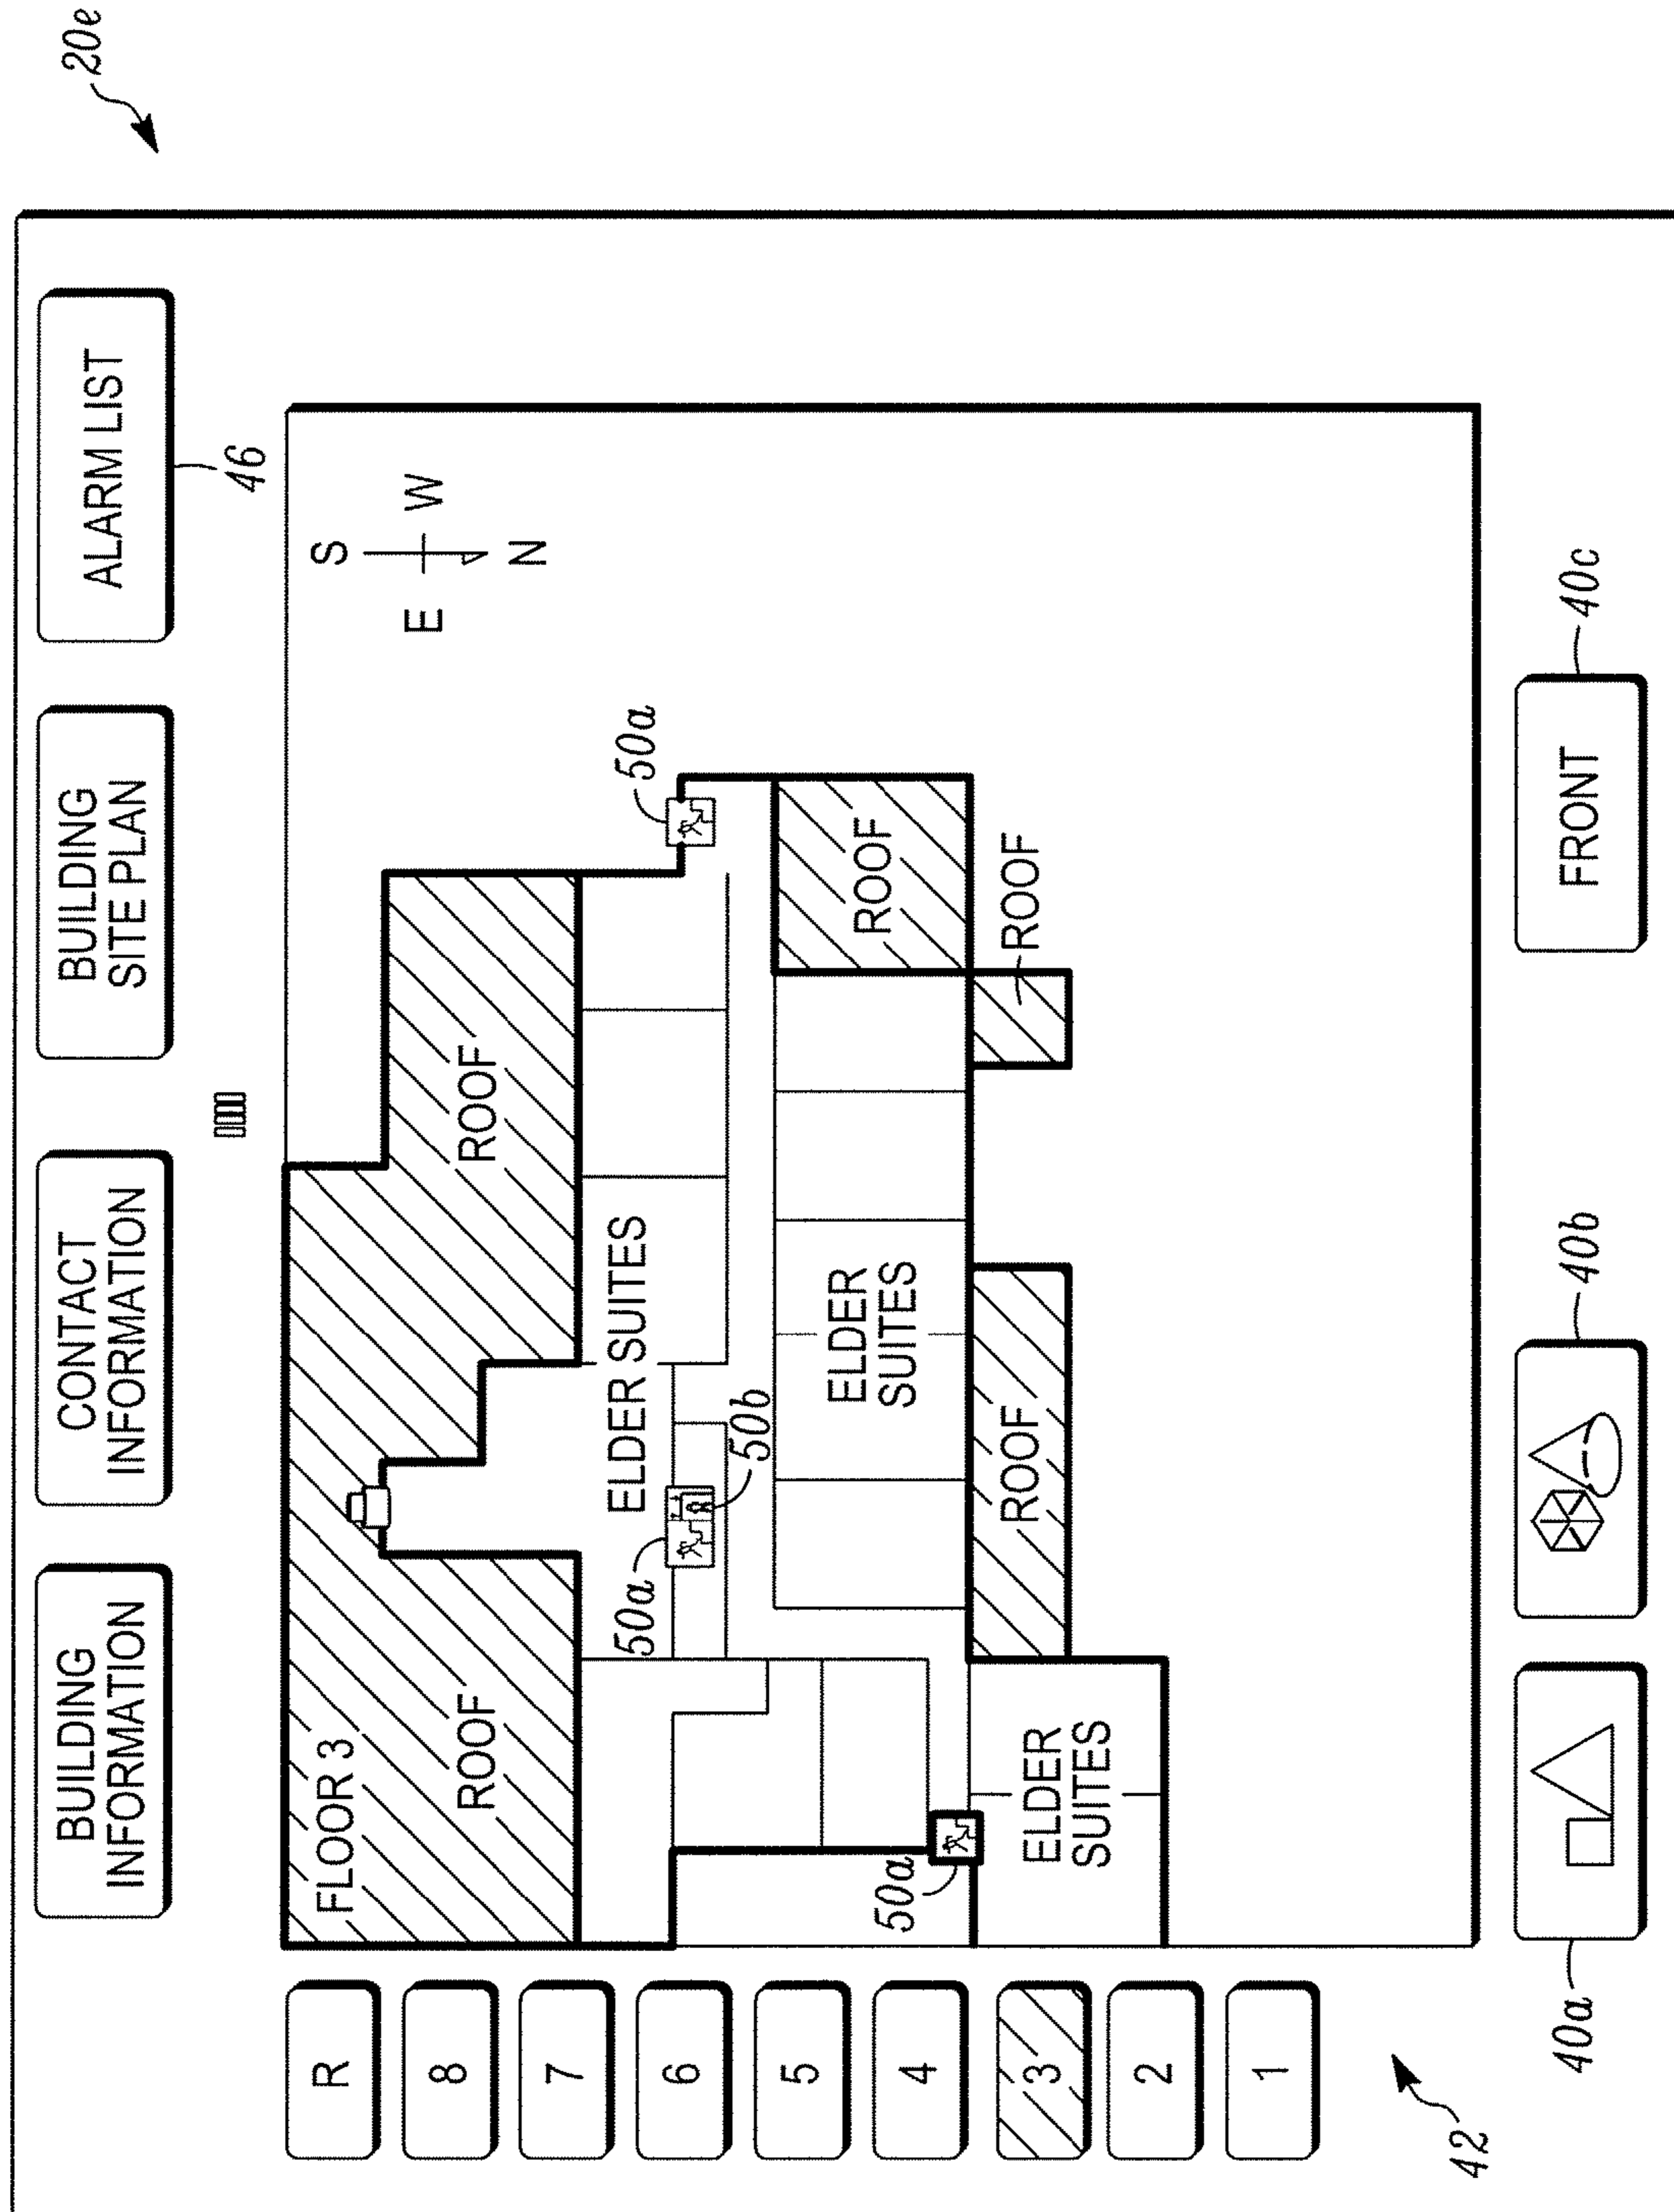 20e
BUILDING
INFORMATION
CONTACT
INFORMATION
BUILDING
SITE PLAN
ALARM LIST
46
R
8
7
6
5
4
3
2
1
42
FLOOR 3
ROOF
ROOF
S
E
W
N
ELDER SUITES
50a
50a
50b
50a
ELDER
SUITES
ROOF
ROOF
ROOF
ELDER
SUITES
40a
40b
FRONT
40c